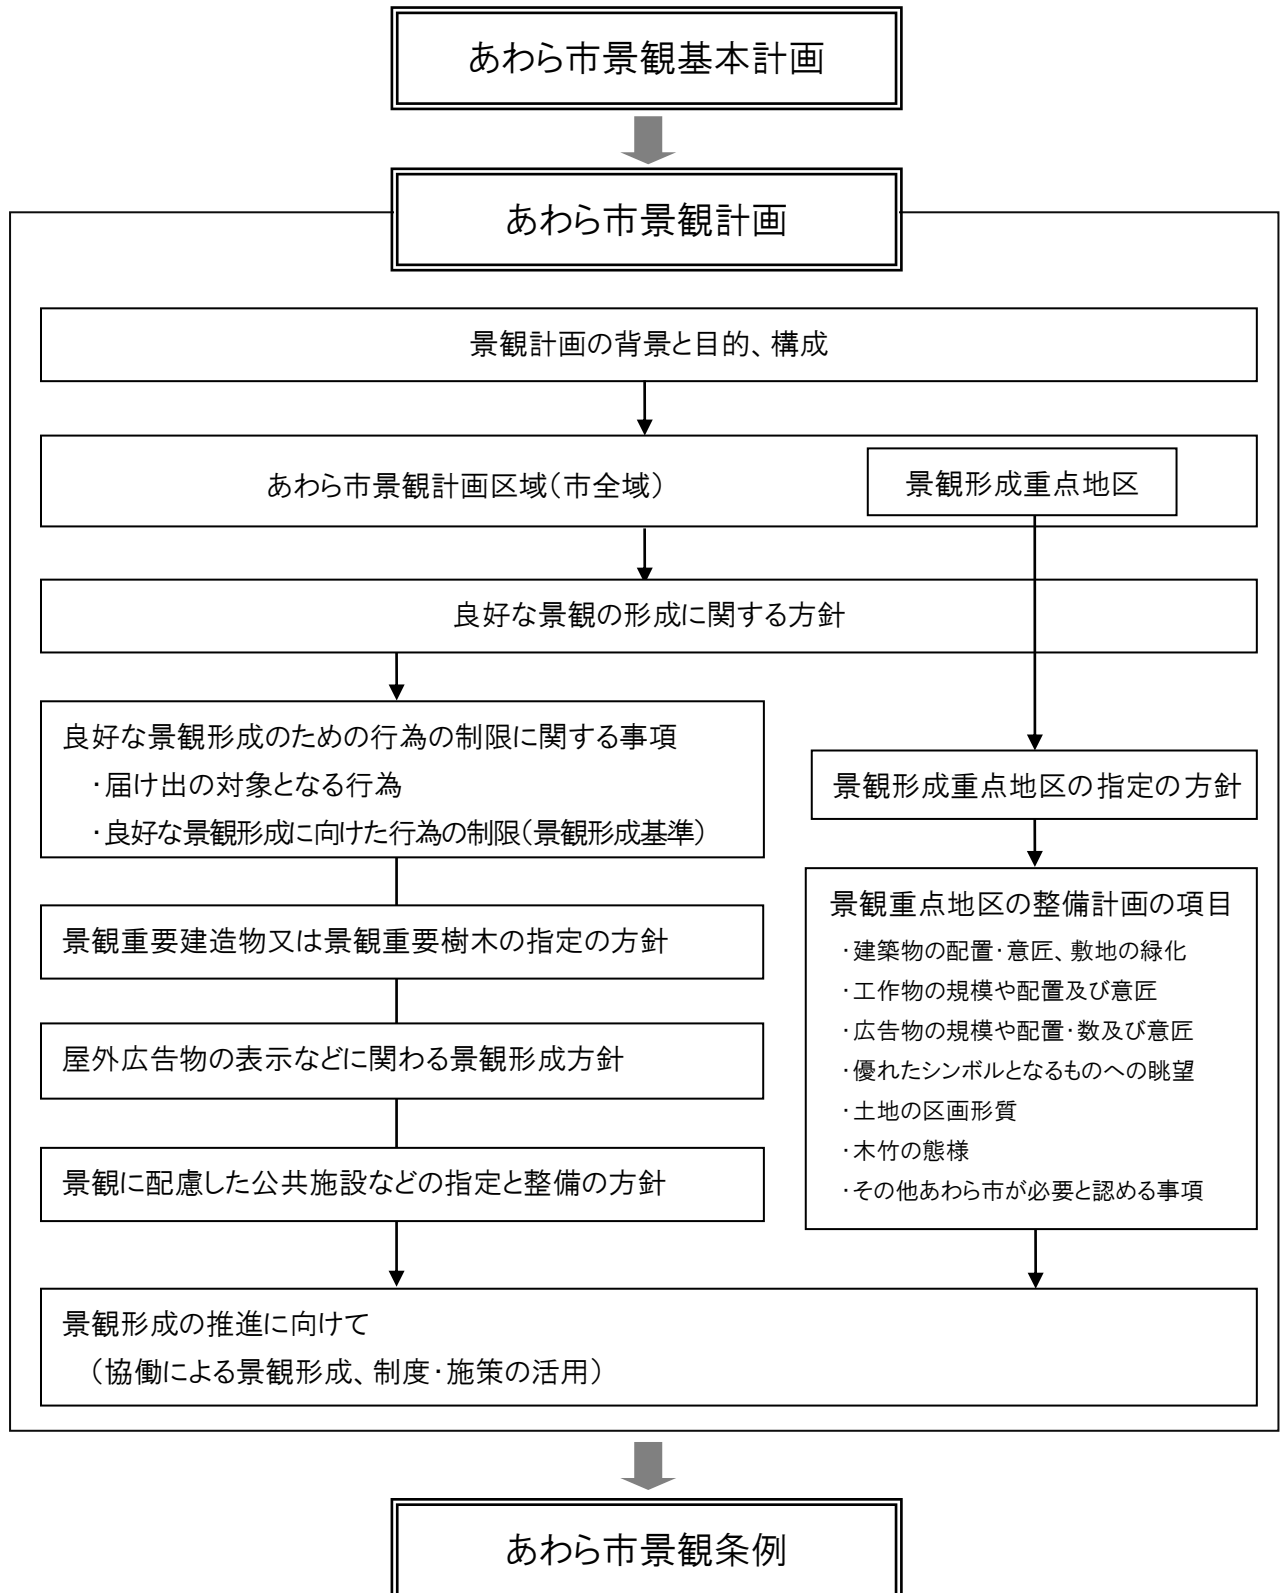 あわら市景観基本計画
あわら市景観計画
景観計画の背景と目的、構成
あわら市景観計画区域(市全域)
景観形成重点地区
良好な景観の形成に関する方針
良好な景観形成のための行為の制限に関する事項
・届け出の対象となる行為
・良好な景観形成に向けた行為の制限(景観形成基準)
景観重要建造物又は景観重要樹木の指定の方針
屋外広告物の表示などに関わる景観形成方針
景観に配慮した公共施設などの指定と整備の方針
景観形成重点地区の指定の方針
景観重点地区の整備計画の項目
・建築物の配置・意匠、敷地の緑化
・工作物の規模や配置及び意匠
・広告物の規模や配置・数及び意匠
・優れたシンボルとなるものへの眺望
・土地の区画形質
・木竹の態様
・その他あわら市が必要と認める事項
景観形成の推進に向けて
(協働による景観形成、制度・施策の活用)
あわら市景観条例